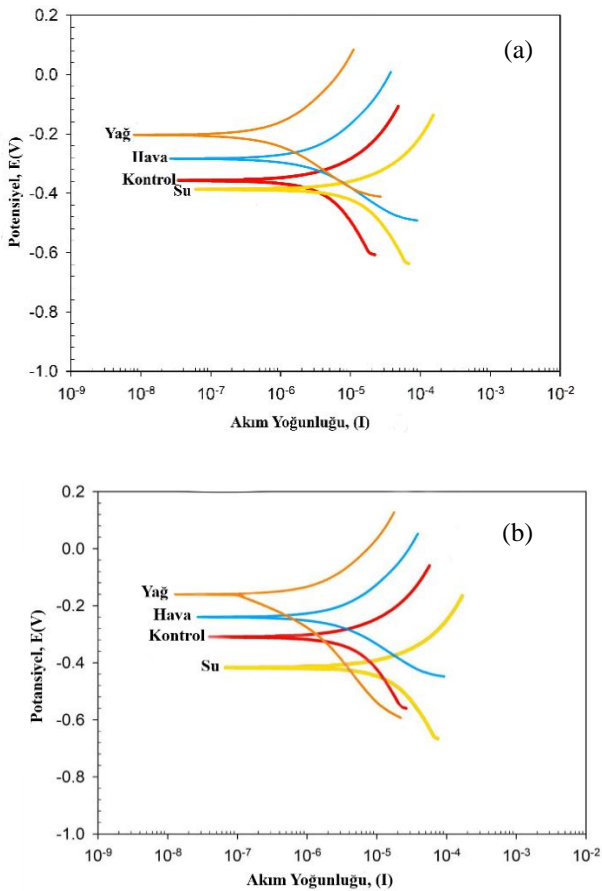 (a)
0.2
0.0
-0.2
-0.4
-0.6
-0.8
-1.0
Potensiyel, E(V)
Yağ
Hava
Kontrol
Su
10-9 10-8 10-7 10-6 10-5 10-4 10-3 10-2
Akım Yoğunluğu, (I)
(b)
0.2
0.0
-0.2
-0.4
-0.6
-0.8
-1.0
Potansiyel, E(V)
Yağ
Hava
Kontrol
Su
10-9 10-8 10-7 10-6 10-5 10-4 10-3 10-2
Akım Yoğunluğu, (I)